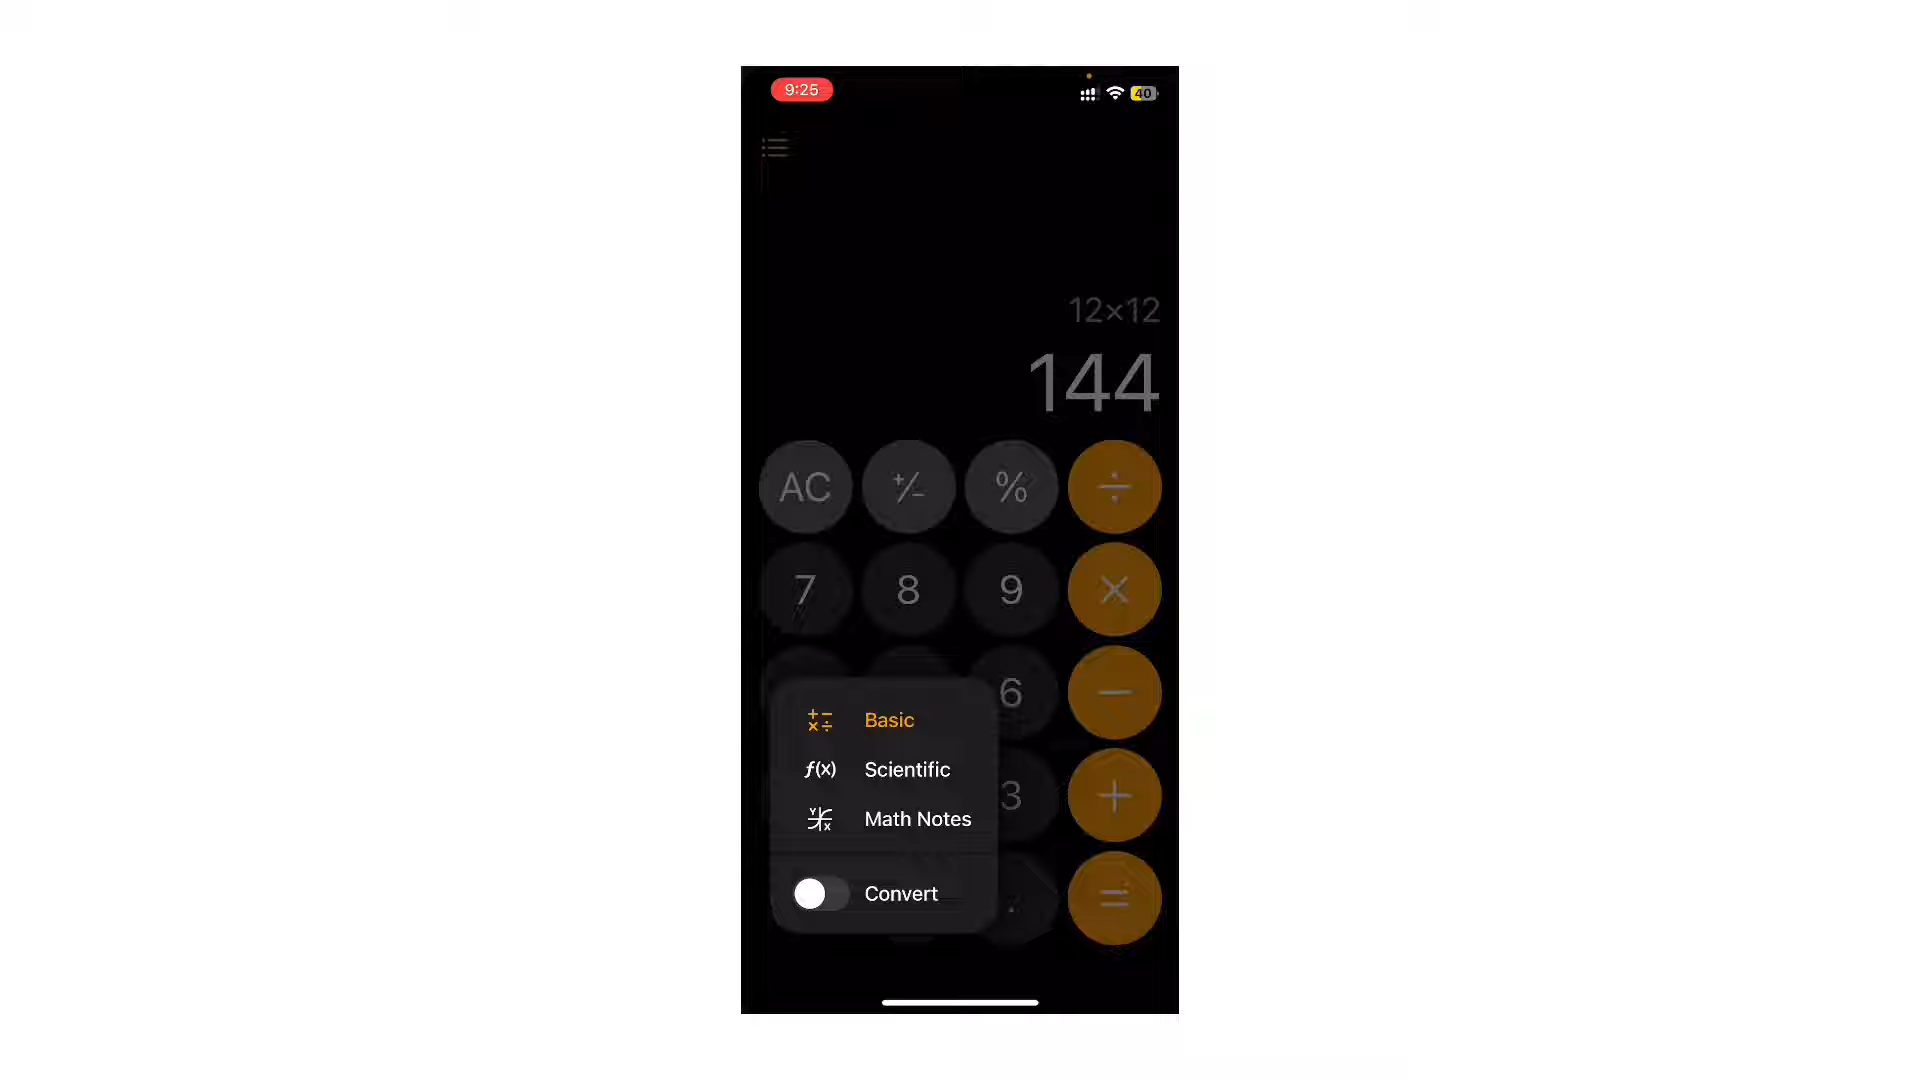 9:25
40
12×12
144
AC +/− % ÷
7 8 9 ×
6 −
Basic
f(x) Scientific
3 +
Y X Math Notes
Convert
. =